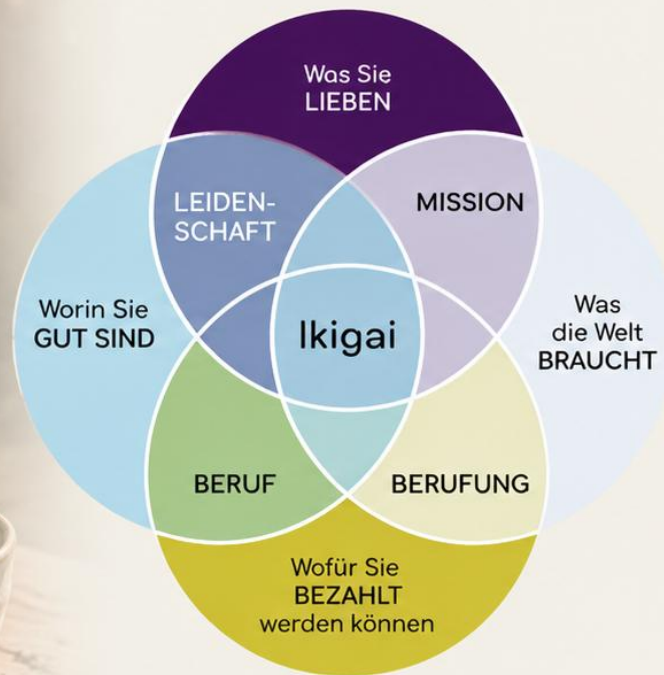 Was Sie
LIEBEN
LEIDEN-
SCHAFT
MISSION
Worin Sie
GUT SIND
Ikigai
Was
die Welt
BRAUCHT
BERUF
BERUFUNG
Wofür Sie
BEZAHLT
werden können